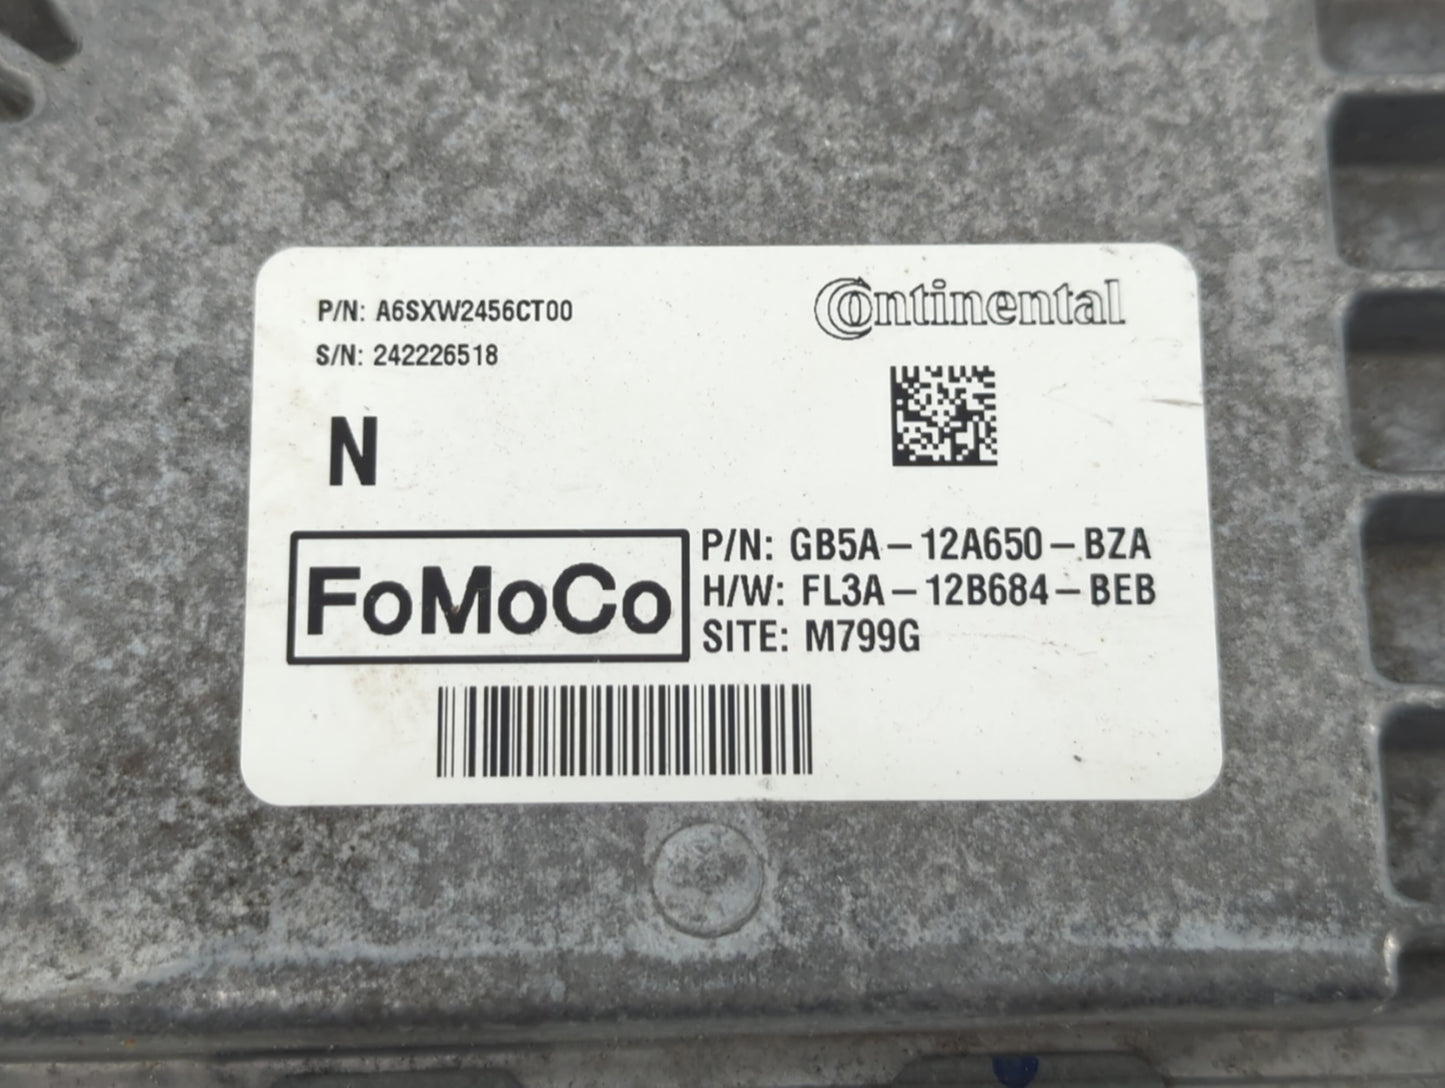 P/N: A6SXW2456CT00
S/N: 242226518
Continental
N
FoMoCo
P/N: GB5A-12A650-BZA
H/W: FL3A-12B684-BEB
SITE: M799G